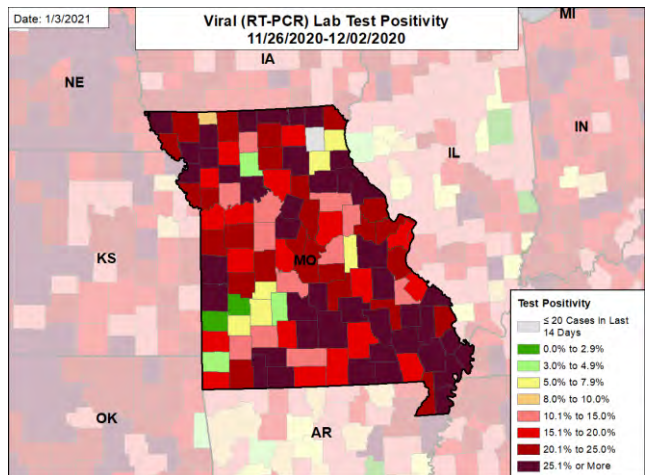 Date: 1/3/2021
Viral (RT-PCR) Lab Test Positivity
11/26/2020-12/02/2020
MI
IA
NE
IN
IL
KS
MO
Test Positivity
≤ 20 Cases in Last
14 Days
0.0% to 2.9%
3.0% to 4.9%
5.0% to 7.9%
8.0% to 10.0%
10.1% to 15.0%
15.1% to 20.0%
20.1% to 25.0%
25.1% or More
OK
AR